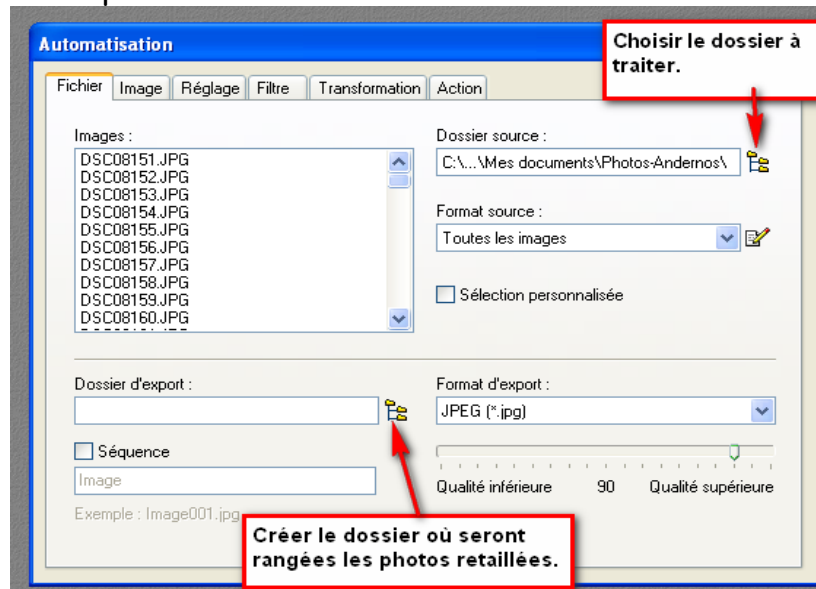 Automatisation
Choisir le dossier à
traiter.
Fichier Image Réglage Filtre Transformation Action
Images :
DSC08151.JPG
DSC08152.JPG
DSC08153.JPG
DSC08154.JPG
DSC08155.JPG
DSC08156.JPG
DSC08157.JPG
DSC08158.JPG
DSC08159.JPG
DSC08160.JPG
Dossier source :
C:\...\Mes documents\Photos-Andernos\
Format source :
Toutes les images
Sélection personnalisée
Dossier d'export :
Format d'export :
JPEG (*.jpg)
Séquence
Image
Exemple : Image001.jpg
Qualité inférieure 90 Qualité supérieure
Créer le dossier où seront
rangées les photos retaillées.